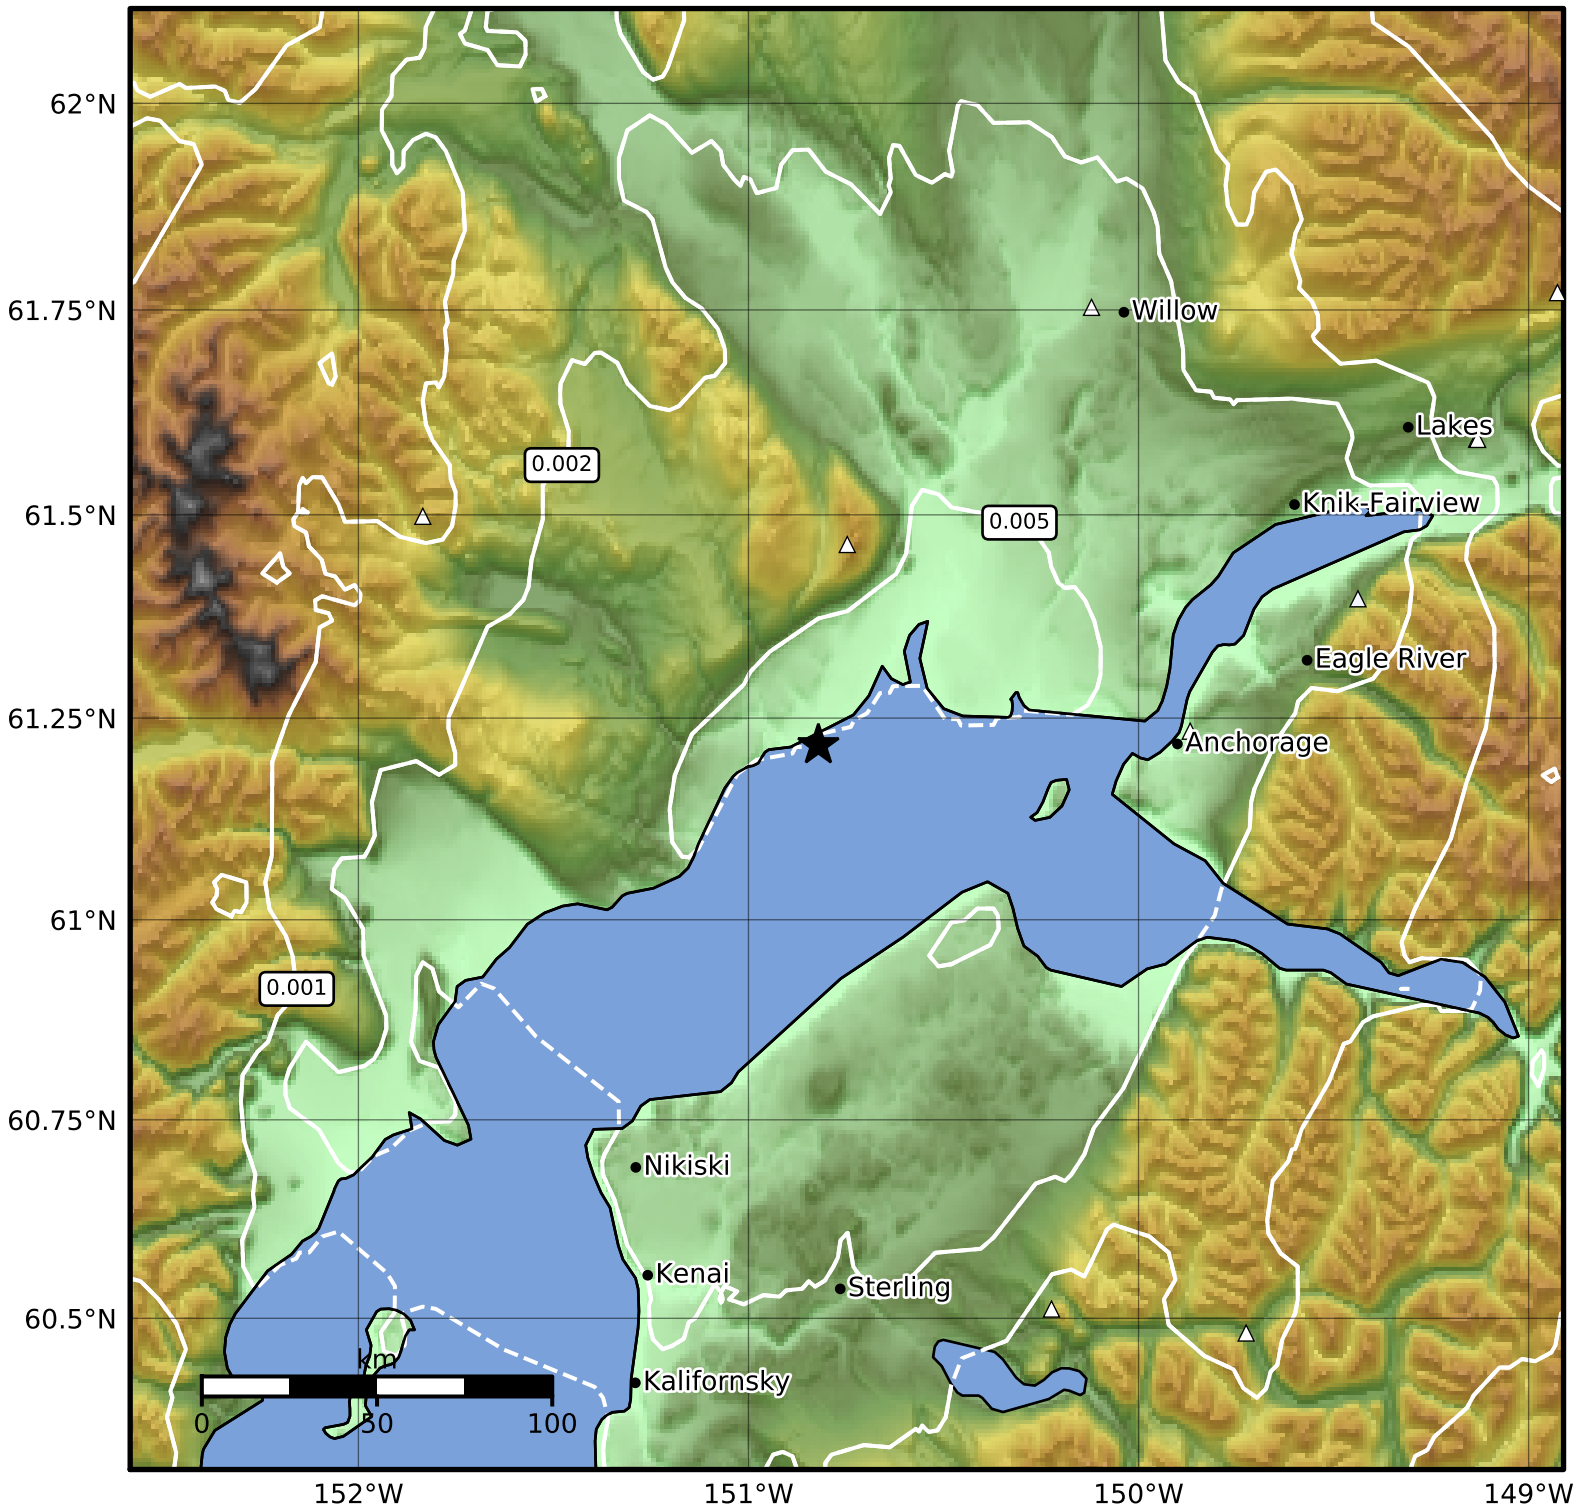 62°N
61.75°N
Willow
Lakes
0.002
61.5°N
0.005
Knik-Fairview
Eagle River
61.25°N
Anchorage
61°N
0.001
60.75°N
Nikiski
Kenai
Sterling
60.5°N
km
Kalifornsky
0 50 100
152°W 151°W 150°W 149°W